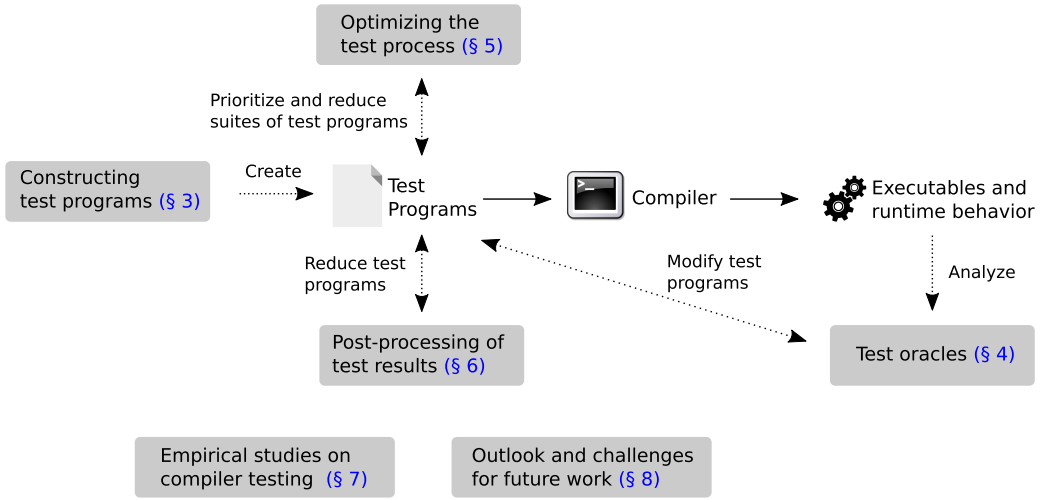 Optimizing the
test process (§ 5)
Prioritize and reduce
suites of test programs
Constructing
test programs (§ 3)
Create
Test
Programs
>_
Compiler
Executables and
runtime behavior
Reduce test
programs
Modify test
programs
Analyze
Post-processing of
test results (§ 6)
Test oracles (§ 4)
Empirical studies on
compiler testing (§ 7)
Outlook and challenges
for future work (§ 8)